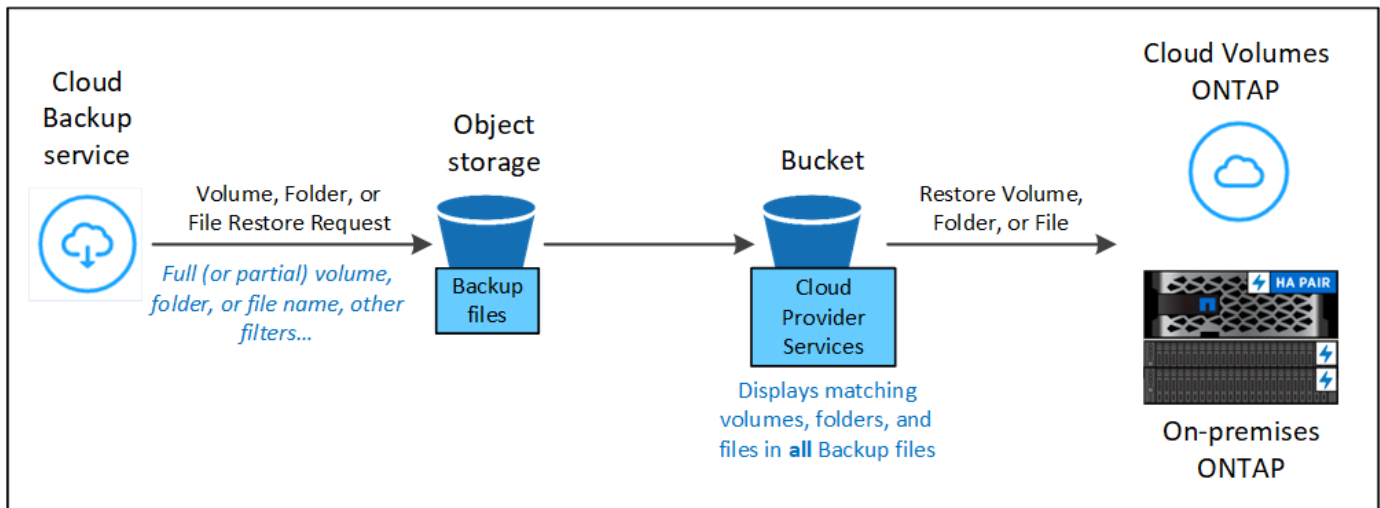 Cloud
Backup
service
Volume, Folder, or
File Restore Request
Full (or partial) volume,
folder, or file name, other
filters...
Object
storage
Backup
files
Bucket
Cloud
Provider
Services
Displays matching
volumes, folders, and
files in all Backup files
Restore Volume,
Folder, or File
Cloud Volumes
ONTAP
HA PAIR
On-premises
ONTAP